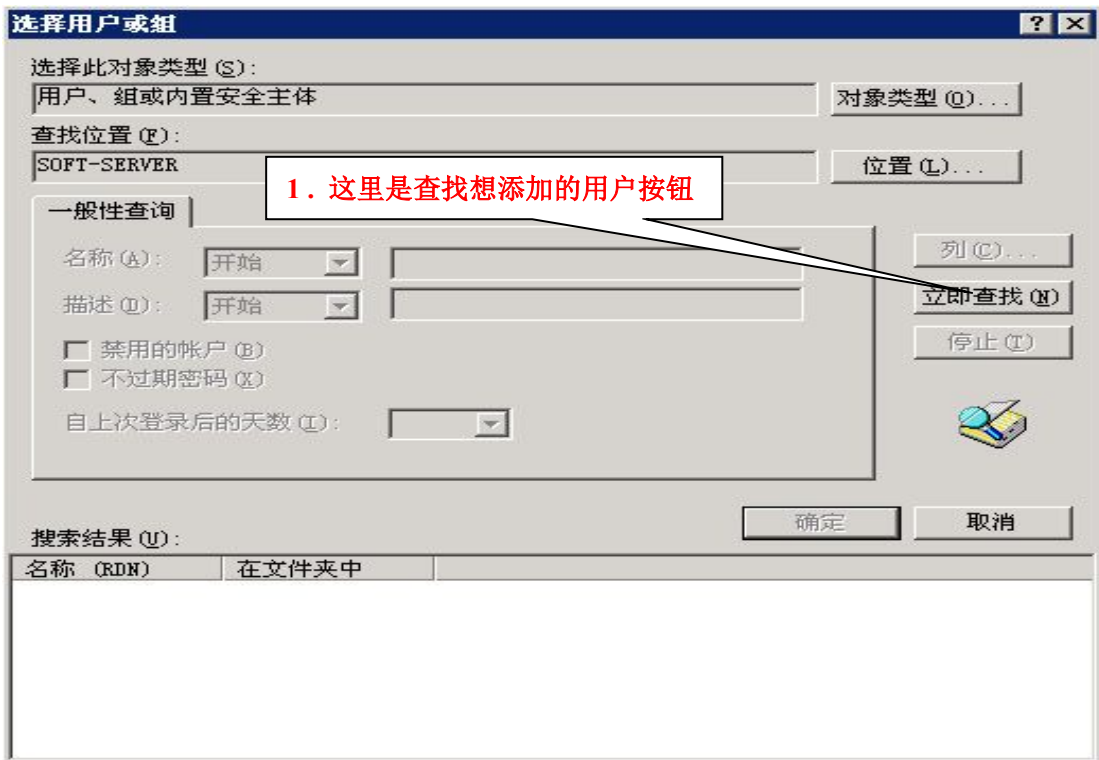 选择用户或组
选择此对象类型(S):
用户、组或内置安全主体
对象类型(O)...
查找位置(F):
SOFT-SERVER
位置(L)...
1. 这里是查找想添加的用户按钮
一般性查询
名称(A): 开始
列(C)...
描述(D): 开始
立即查找(N)
禁用的帐户(B)
停止(T)
不过期密码(X)
自上次登录后的天数(I):
确定 取消
搜索结果(U):
名称 (RDN) 在文件夹中